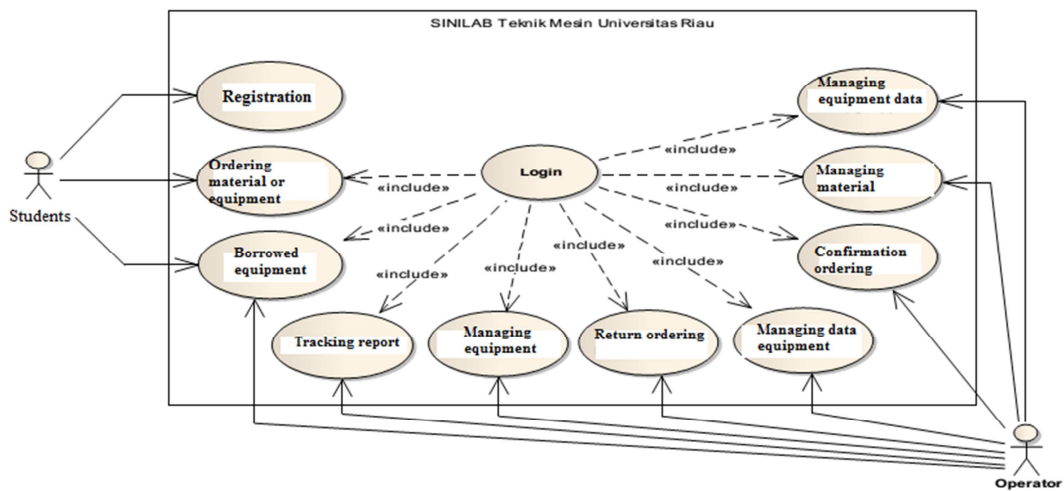 SINILAB Teknik Mesin Universitas Riau
Registration
Managing
equipment data
Ordering
material or
equipment
«include»
«include»
Login
«include»
«include»
Managing
material
Students
Borrowed
equipment
«include»
«include»
«include»
«include»
«include»
Confirmation
ordering
Tracking report
Managing
equipment
Return ordering
Managing data
equipment
Operator